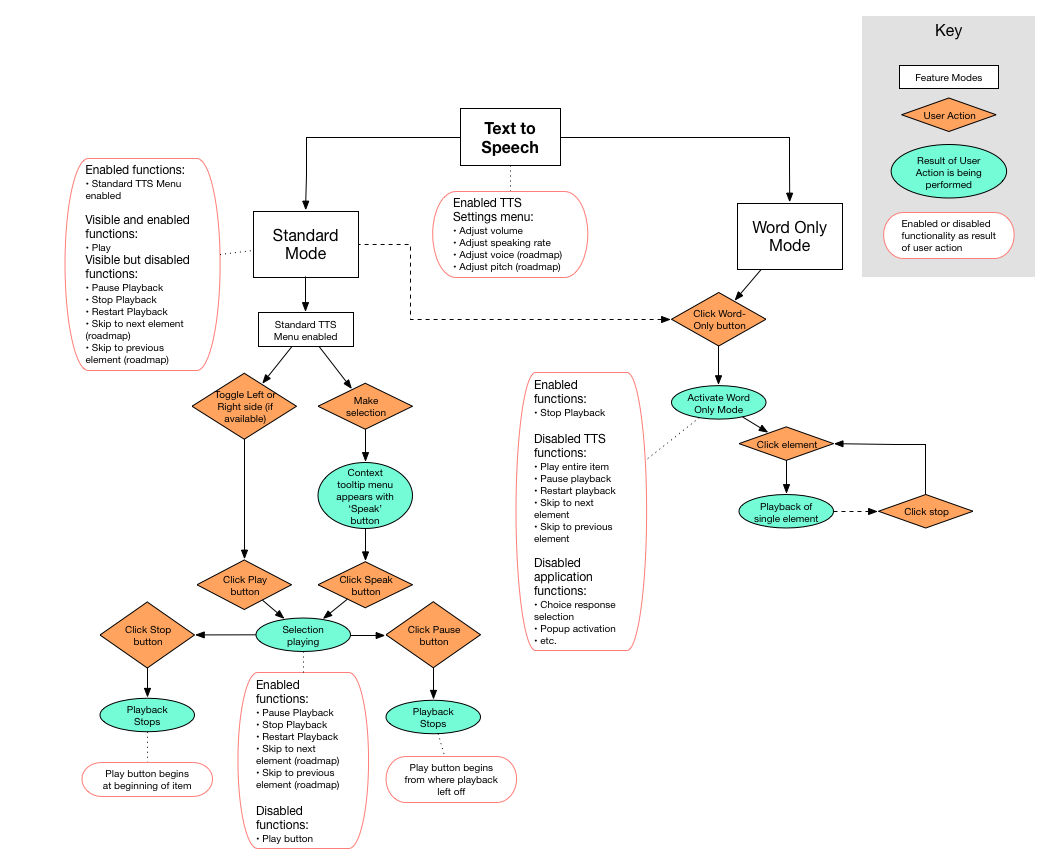 Key
Feature Modes
User Action
Result of User
Action is being
performed
Enabled or disabled
functionality as result
of user action
Text to
Speech
Enabled TTS
Settings menu:
• Adjust volume
• Adjust speaking rate
• Adjust voice (roadmap)
• Adjust pitch (roadmap)
Enabled functions:
• Standard TTS Menu
enabled
Visible and enabled
functions:
• Play
Visible but disabled
functions:
• Pause Playback
• Stop Playback
• Restart Playback
• Skip to next element
(roadmap)
• Skip to previous
element (roadmap)
Standard
Mode
Word Only
Mode
Standard TTS
Menu enabled
Click Word-
Only button
Toggle Left or
Right side (if
available)
Make
selection
Context
tooltip menu
appears with
'Speak'
button
Click Play
button
Click Speak
button
Click Stop
button
Selection
playing
Click Pause
button
Playback
Stops
Playback
Stops
Play button begins
at beginning of item
Enabled
functions:
• Pause Playback
• Stop Playback
• Restart Playback
• Skip to next
element (roadmap)
• Skip to previous
element (roadmap)
Disabled
functions:
• Play button
Play button begins
from where playback
left off
Enabled
functions:
• Stop Playback
Disabled TTS
functions:
• Play entire item
• Pause playback
• Restart playback
• Skip to next
element
• Skip to previous
element
Disabled
application
functions:
• Choice response
selection
• Popup activation
• etc.
Activate Word
Only Mode
Click element
Playback of
single element
Click stop